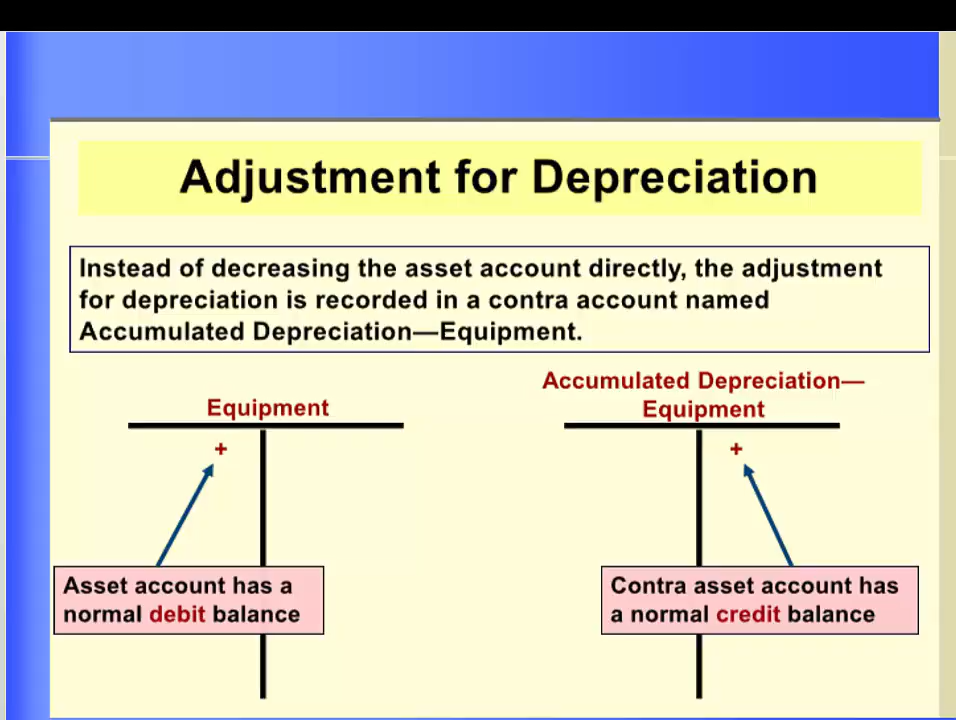 Adjustment for Depreciation
Instead of decreasing the asset account directly, the adjustment
for depreciation is recorded in a contra account named
Accumulated Depreciation—Equipment.
Equipment
+
Asset account has a
normal debit balance
Accumulated Depreciation—
Equipment
+
Contra asset account has
a normal credit balance